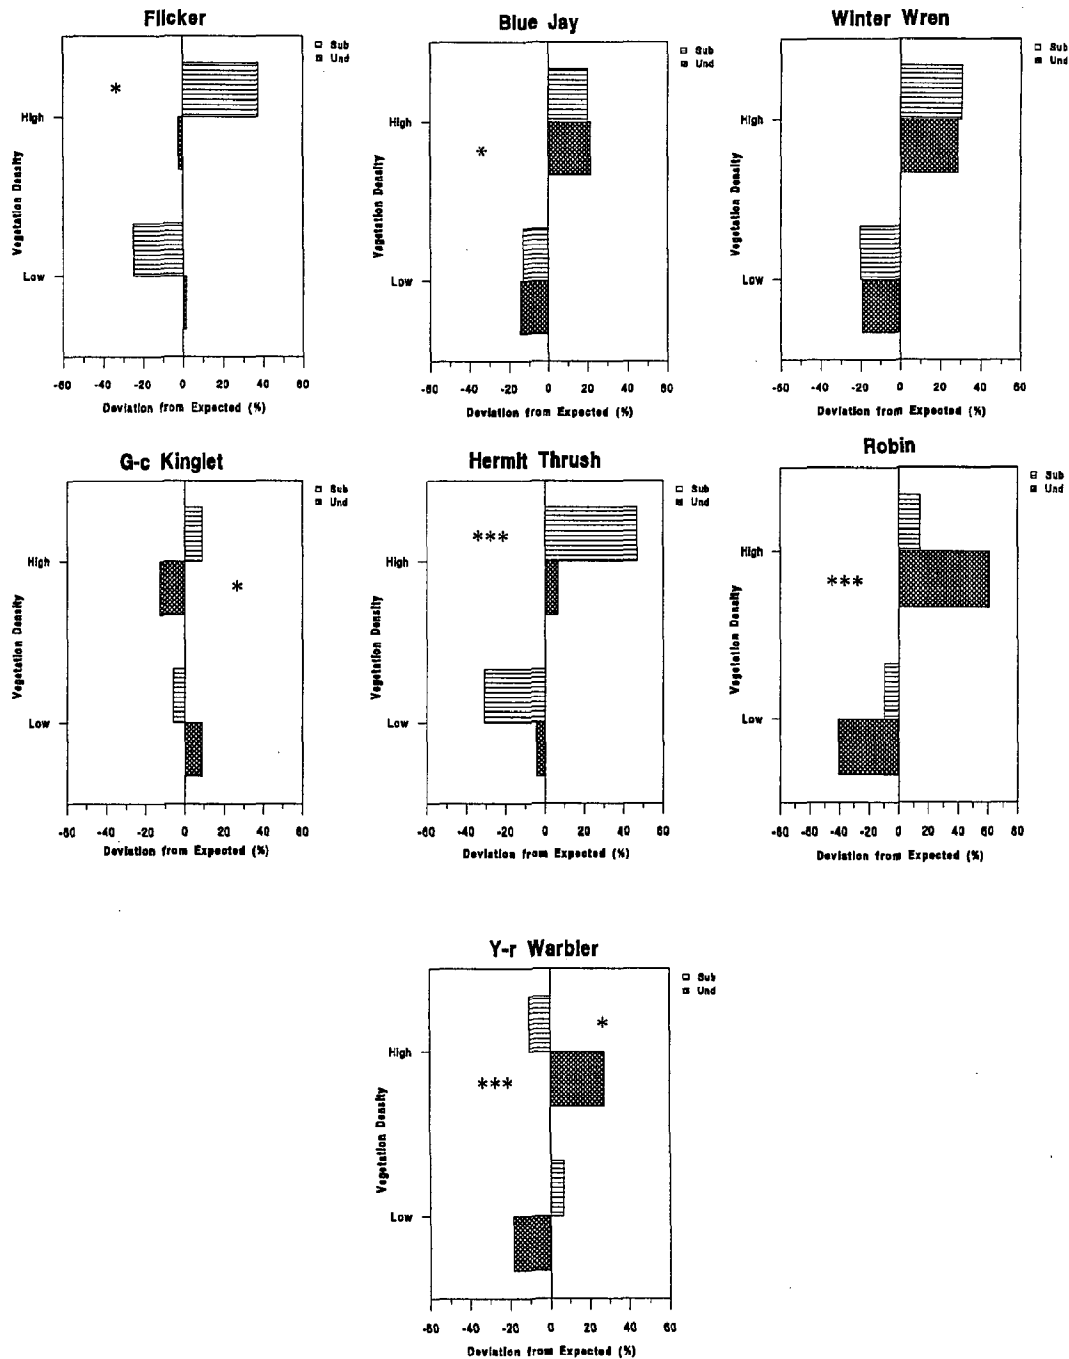 Flicker
Sub
Und
*
High
Low
Vegetation Density
-60 -40 -20 0 20 40 60
Deviation from Expected (%)
Blue Jay
Sub
Und
*
High
Low
Vegetation Density
-60 -40 -20 0 20 40 60
Deviation from Expected (%)
Winter Wren
Sub
Und
High
Low
Vegetation Density
-60 -40 -20 0 20 40 60
Deviation from Expected (%)
G-c Kinglet
Sub
Und
*
High
Low
Vegetation Density
-60 -40 -20 0 20 40 60
Deviation from Expected (%)
Hermit Thrush
Sub
Und
***
High
Low
Vegetation Density
-60 -40 -20 0 20 40 60
Deviation from Expected (%)
Robin
Sub
Und
***
High
Low
Vegetation Density
-60 -40 -20 0 20 40 60
Deviation from Expected (%)
Y-r Warbler
Sub
Und
*
High
***
Low
Vegetation Density
-60 -40 -20 0 20 40 60
Deviation from Expected (%)